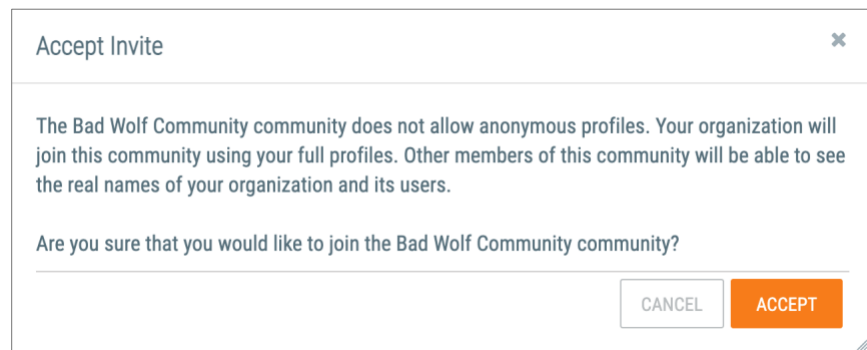 Accept Invite
The Bad Wolf Community community does not allow anonymous profiles. Your organization will
join this community using your full profiles. Other members of this community will be able to see
the real names of your organization and its users.
Are you sure that you would like to join the Bad Wolf Community community?
CANCEL
ACCEPT